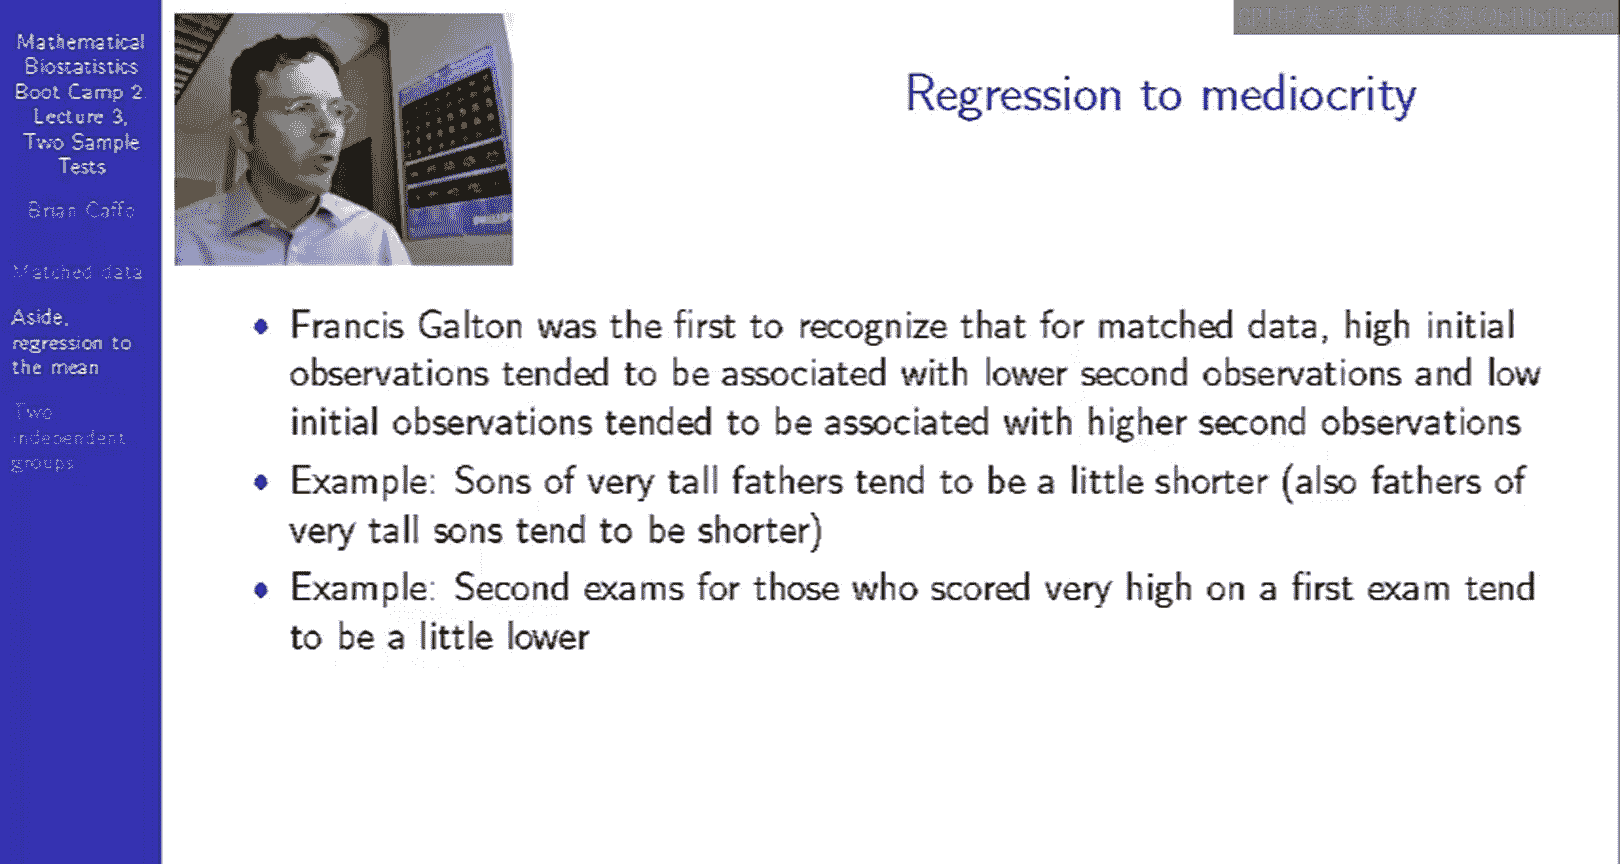 Mathematical
Biostatistics
Boot Camp 2
Lecture 3,
Two Sample
Tests
Brian Caffo
Matched data
Aside,
regression to
the mean
Two
independent
groups
Regression to mediocrity
Francis Galton was the first to recognize that for matched data, high initial
observations tended to be associated with lower second observations and low
initial observations tended to be associated with higher second observations
Example: Sons of very tall fathers tend to be a little shorter (also fathers of
very tall sons tend to be shorter)
Example: Second exams for those who scored very high on a first exam tend
to be a little lower